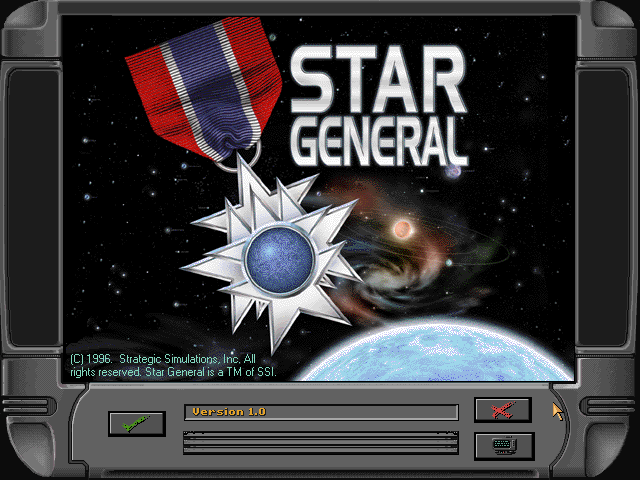 STAR
GENERAL
(C) 1996. Strategic Simulations, Inc. All
rights reserved. Star General is a TM of SSI.
Version 1.0